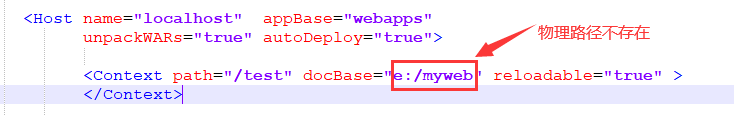 <Host name="localhost"  appBase="webapps"
物理路径不存在
unpackWARs="true" autoDeploy="true">
<Context path="/test" docBase="e:/myweb" reloadable="true" >
</Context>